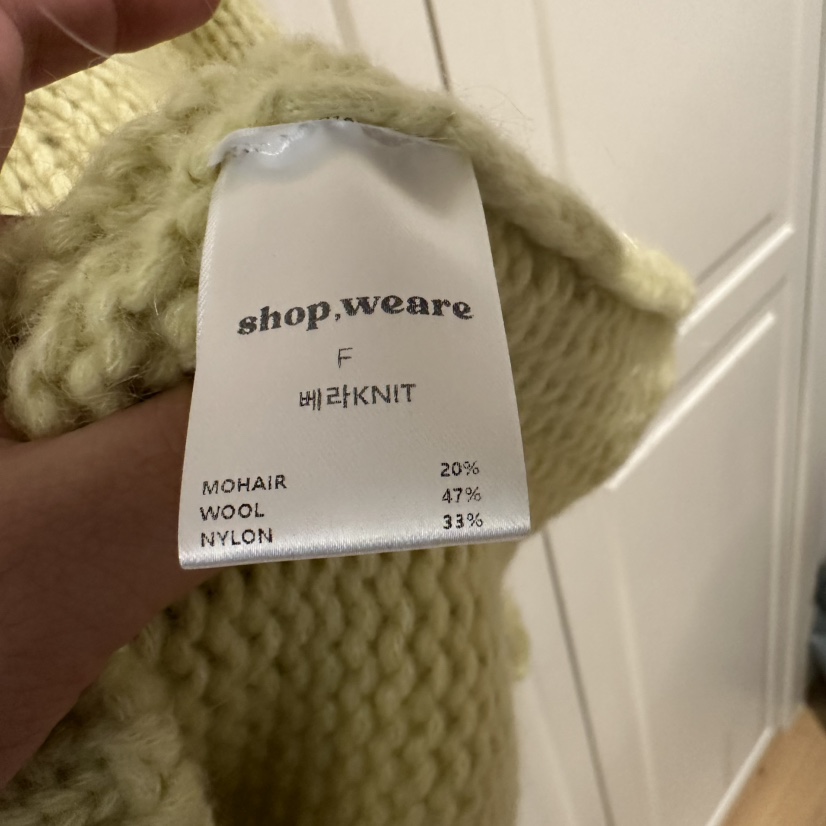 shop,weare
F
베라KNIT
MOHAIR 20%
WOOL 47%
NYLON 33%